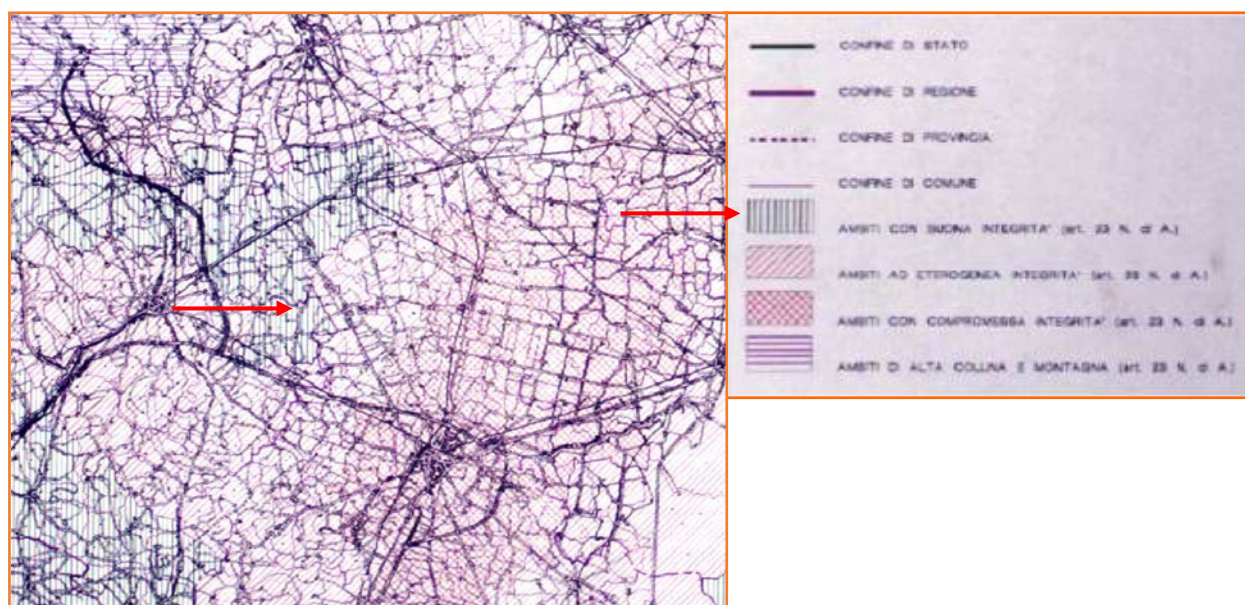 CONFINE DI STATO
CONFINE DI REGIONE
CONFINE DI PROVINCIA
CONFINE DI COMUNE
AMBITI CON BUONA INTEGRITA' (art. 23 N. di A.)
AMBITI AD ETEROGENEA INTEGRITA' (art. 23 N. di A.)
AMBITI CON COMPROMESSA INTEGRITA' (art. 23 N. di A.)
AMBITI DI ALTA COLLINA E MONTAGNA (art. 23 N. di A.)